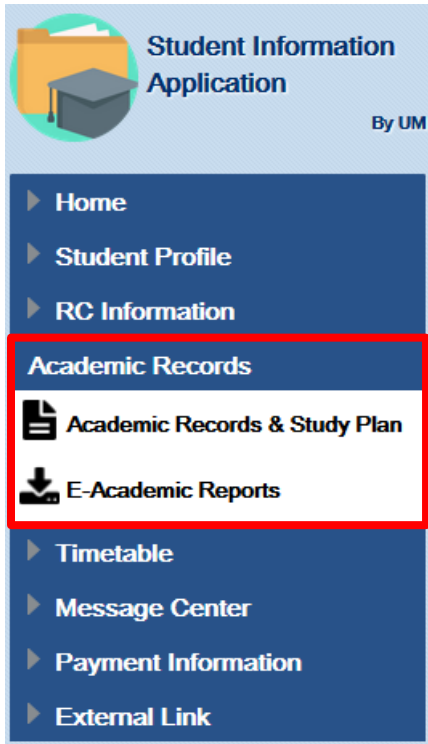 Student Information
Application
By UM
Home
Student Profile
RC Information
Academic Records
Academic Records & Study Plan
E-Academic Reports
Timetable
Message Center
Payment Information
External Link